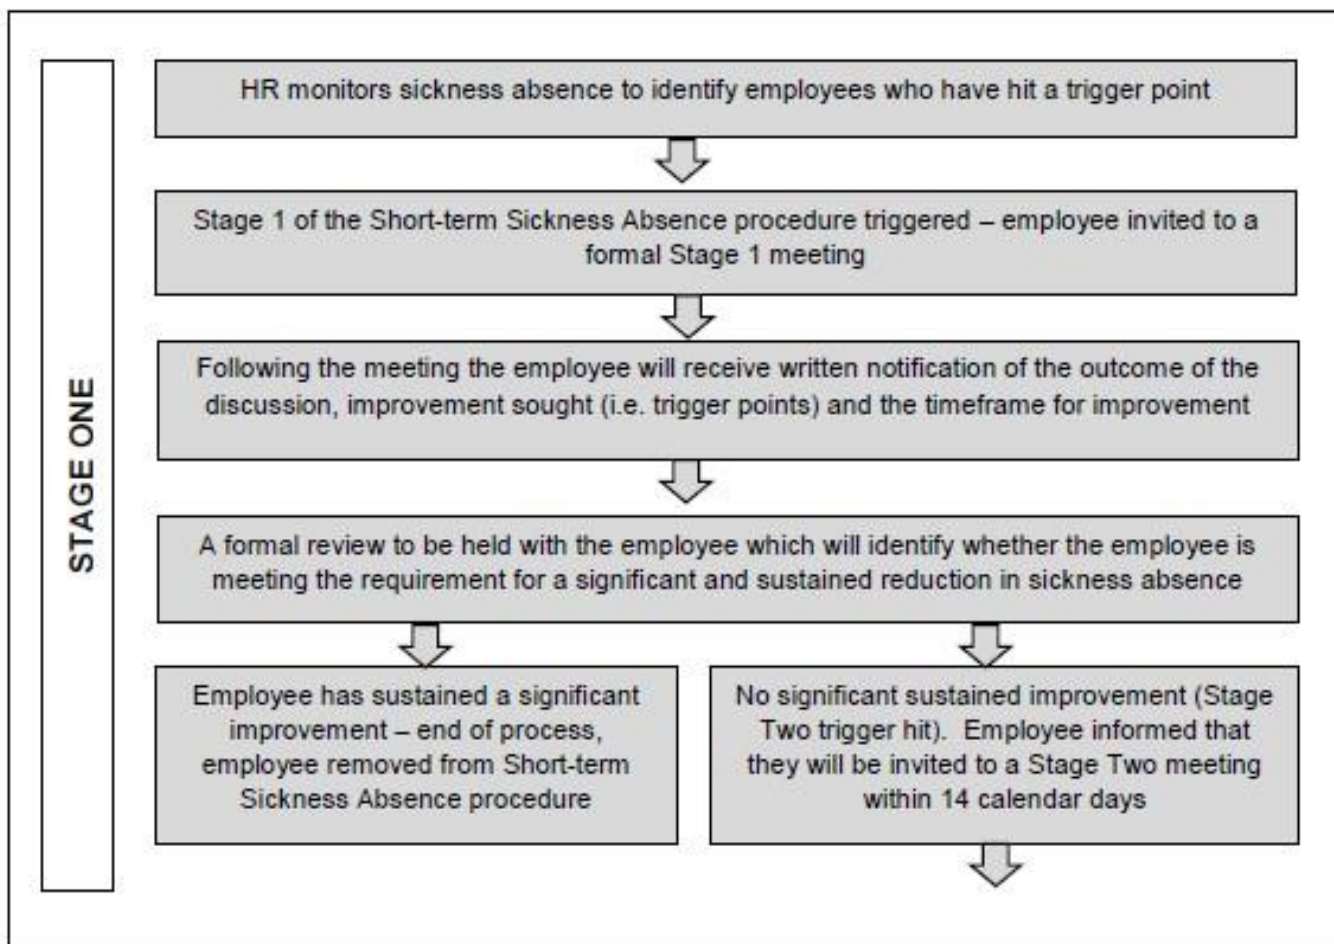 STAGE ONE
HR monitors sickness absence to identify employees who have hit a trigger point
Stage 1 of the Short-term Sickness Absence procedure triggered – employee invited to a
formal Stage 1 meeting
Following the meeting the employee will receive written notification of the outcome of the
discussion, improvement sought (i.e. trigger points) and the timeframe for improvement
A formal review to be held with the employee which will identify whether the employee is
meeting the requirement for a significant and sustained reduction in sickness absence
Employee has sustained a significant
improvement – end of process,
employee removed from Short-term
Sickness Absence procedure
No significant sustained improvement (Stage
Two trigger hit).  Employee informed that
they will be invited to a Stage Two meeting
within 14 calendar days